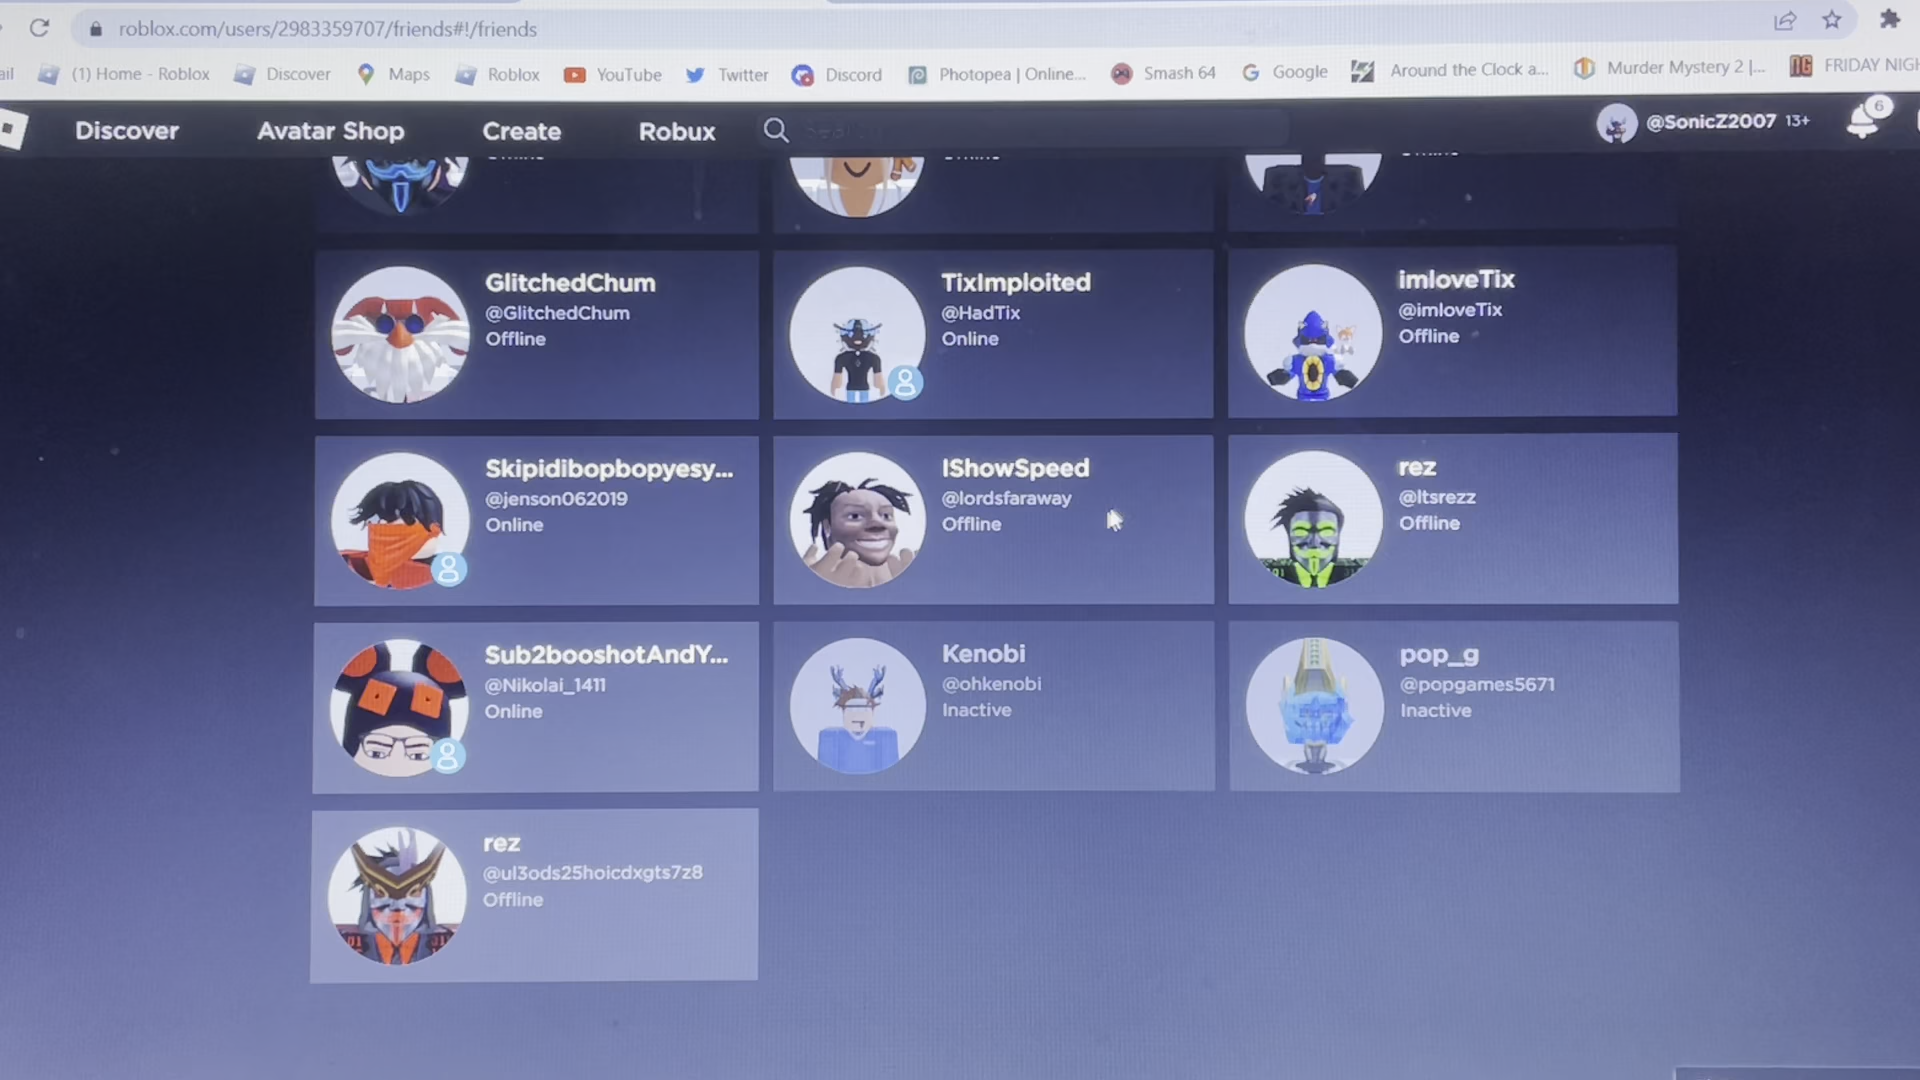 roblox.com/users/2983359707/friends#!/friends
ail (1) Home - Roblox Discover Maps Roblox YouTube Twitter Discord Photopea | Online... Smash 64 Google Around the Clock a... Murder Mystery 2 |... FRIDAY NIGH
Discover Avatar Shop Create Robux Search @SonicZ2007 13+ 6
GlitchedChum
@GlitchedChum
Offline
TixImploited
@HadTix
Online
imloveTix
@imloveTix
Offline
Skipidibopbopyesy...
@jenson062019
Online
IShowSpeed
@lordsfaraway
Offline
rez
@Itsrezz
Offline
Sub2booshotAndY...
@Nikolai_1411
Online
Kenobi
@ohkenobi
Inactive
pop_g
@popgames5671
Inactive
rez
@ul3ods25hoicdxgts7z8
Offline